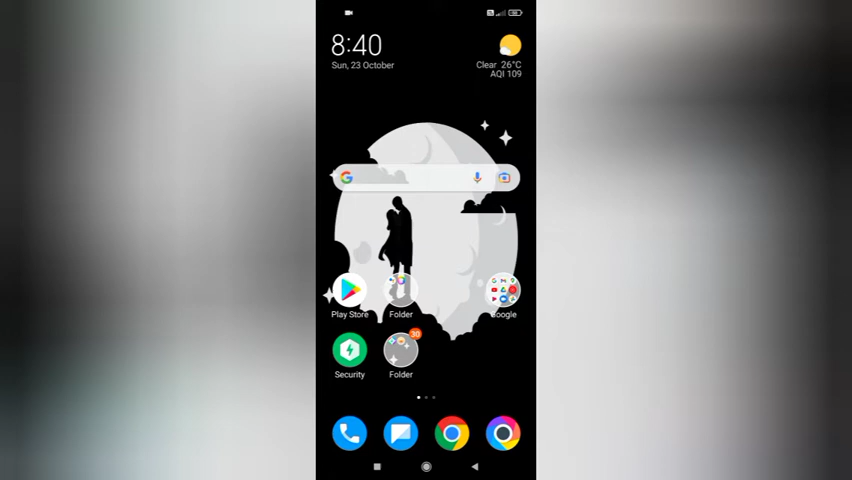 8:40
Sun, 23 October
Clear 26°C
AQI 109
G
Play Store
Folder
Google
Security
30
Folder